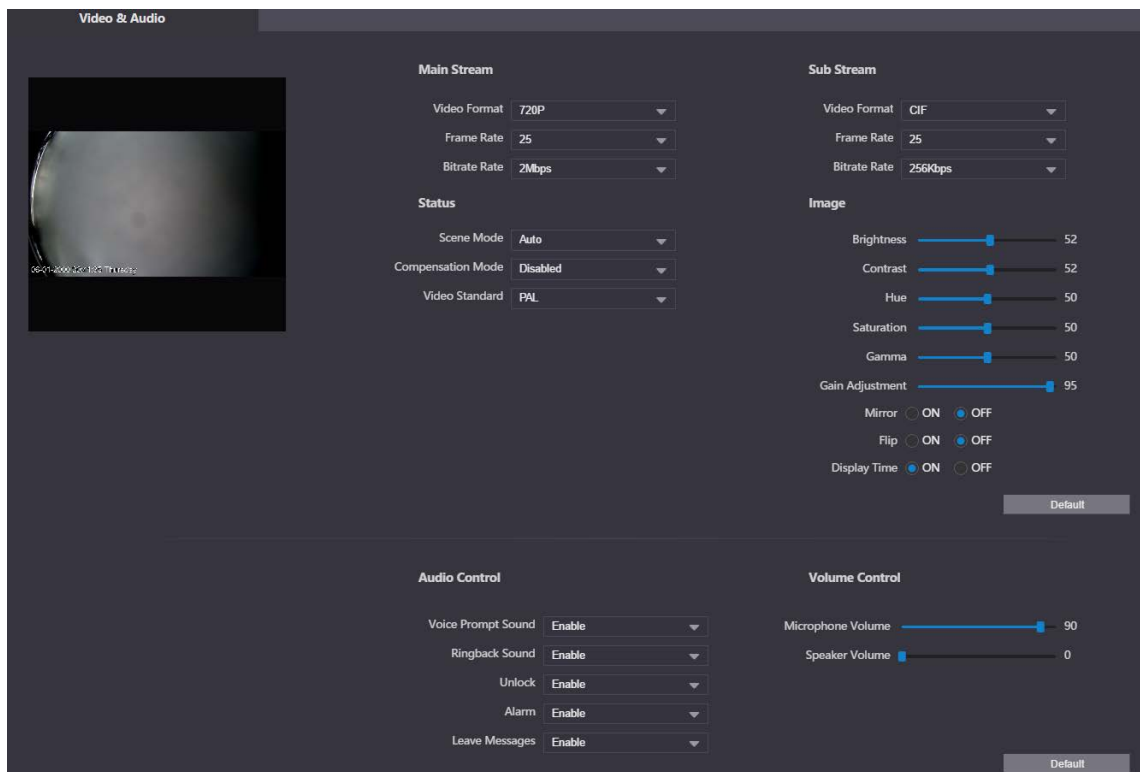 Video & Audio
Main Stream
Video Format 720P
Frame Rate 25
Bitrate Rate 2Mbps
Status
Scene Mode Auto
Compensation Mode Disabled
Video Standard PAL
Sub Stream
Video Format CIF
Frame Rate 25
Bitrate Rate 256Kbps
Image
Brightness 52
Contrast 52
Hue 50
Saturation 50
Gamma 50
Gain Adjustment 95
Mirror ON OFF
Flip ON OFF
Display Time ON OFF
Default
Audio Control
Voice Prompt Sound Enable
Ringback Sound Enable
Unlock Enable
Alarm Enable
Leave Messages Enable
Volume Control
Microphone Volume 90
Speaker Volume 0
Default